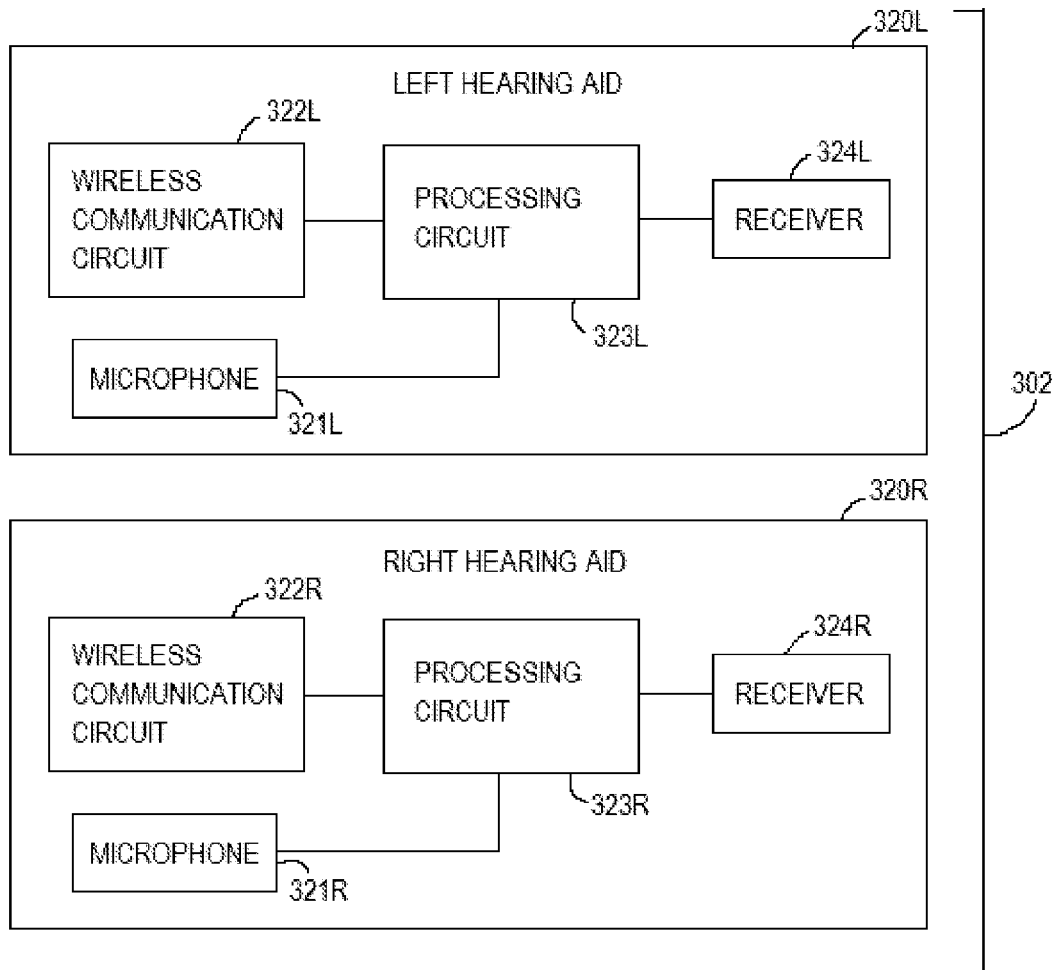 320L
LEFT HEARING AID
322L
WIRELESS
COMMUNICATION
CIRCUIT
PROCESSING
CIRCUIT
324L
RECEIVER
323L
MICROPHONE
321L
302
320R
RIGHT HEARING AID
322R
WIRELESS
COMMUNICATION
CIRCUIT
PROCESSING
CIRCUIT
324R
RECEIVER
323R
MICROPHONE
321R